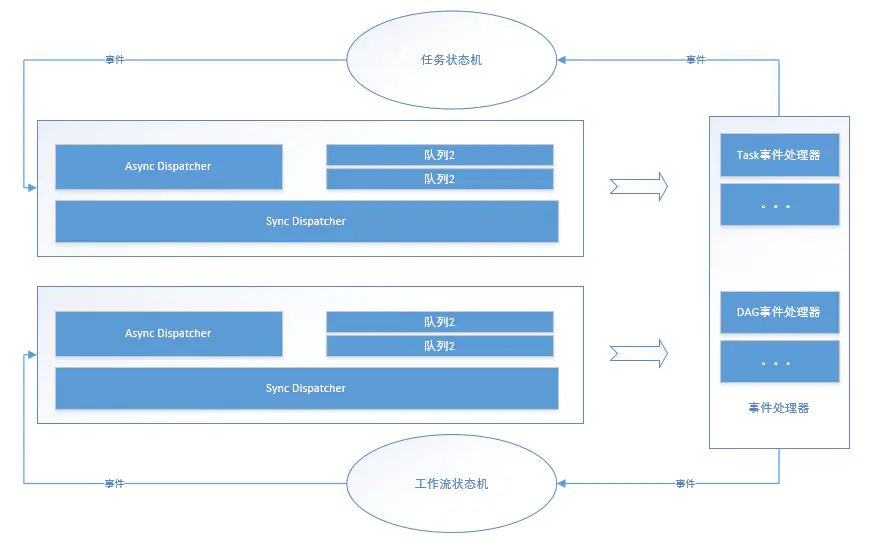 任务状态机
事件
事件
Async Dispatcher
队列2
队列2
Sync Dispatcher
Task事件处理器
。。。
Async Dispatcher
队列2
队列2
Sync Dispatcher
DAG事件处理器
。。。
事件处理器
工作流状态机
事件
事件